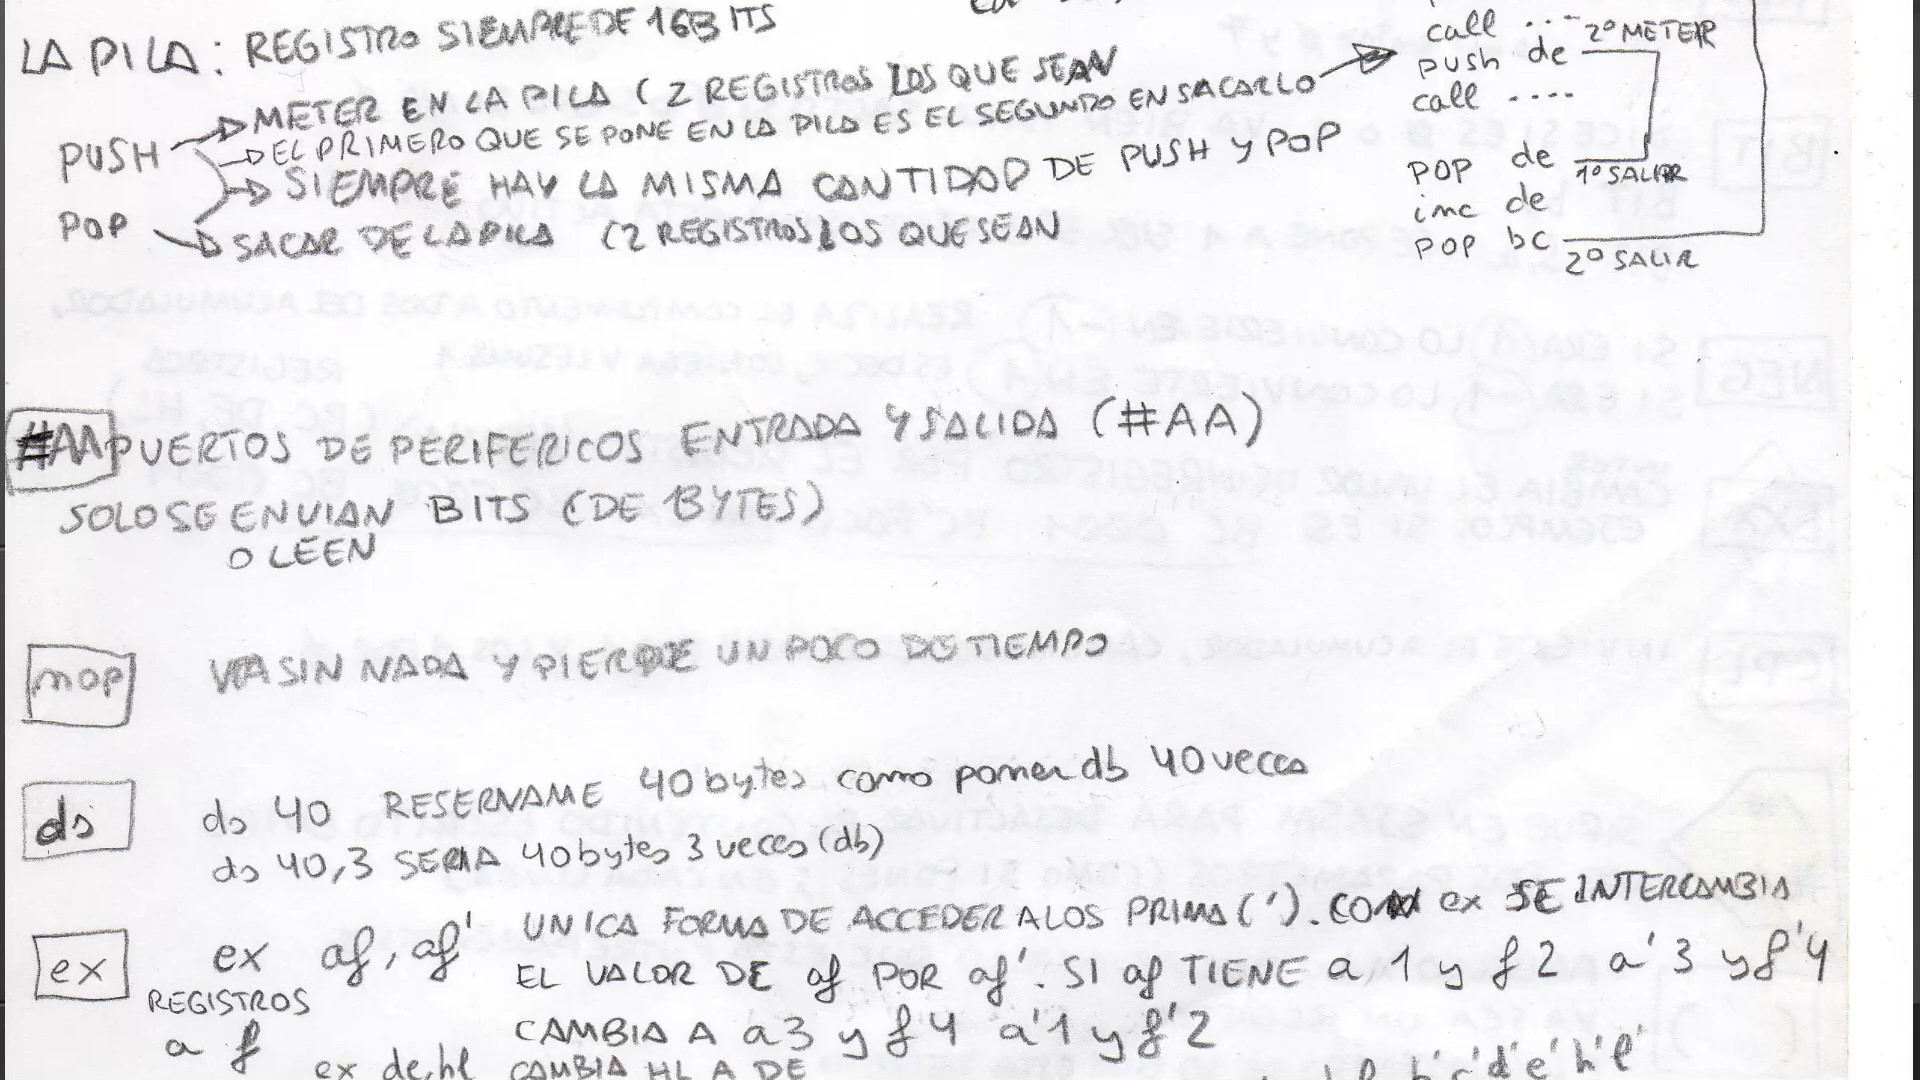 LA PILA: REGISTRO SIEMPRE DE 16 BITS
PUSH
METER EN LA PILA (2 REGISTROS LOS QUE SEAN
EL PRIMERO QUE SE PONE EN LA PILA ES EL SEGUNDO EN SACARLO
SIEMPRE HAY LA MISMA CANTIDAD DE PUSH Y POP
POP
SACAR DE LA PILA (2 REGISTROS LOS QUE SEAN
call ....
push de 2º METER
call ....
POP de 1º SALIR
inc de
POP bc 2º SALIR
#AA PUERTOS DE PERIFERICOS ENTRADA Y SALIDA (#AA)
SOLO SE ENVIAN BITS (DE BYTES)
O LEEN
nop VA SIN NADA Y PIERDE UN POCO DE TIEMPO
ds ds 40 RESERVAME 40 bytes como poner db 40 veces
ds 40,3 SERIA 40 bytes 3 veces (db)
ex ex af, af' UNICA FORMA DE ACCEDER A LOS PRIMA ('). CON ex SE INTERCAMBIA
EL VALOR DE af POR af'. SI af TIENE a 1 y f 2 a' 3 y f' 4
REGISTROS
a f
CAMBIA A a3 y f4 a'1 y f'2
ex de,hl CAMBIA HL A DE
b'c'd'e'h'l'